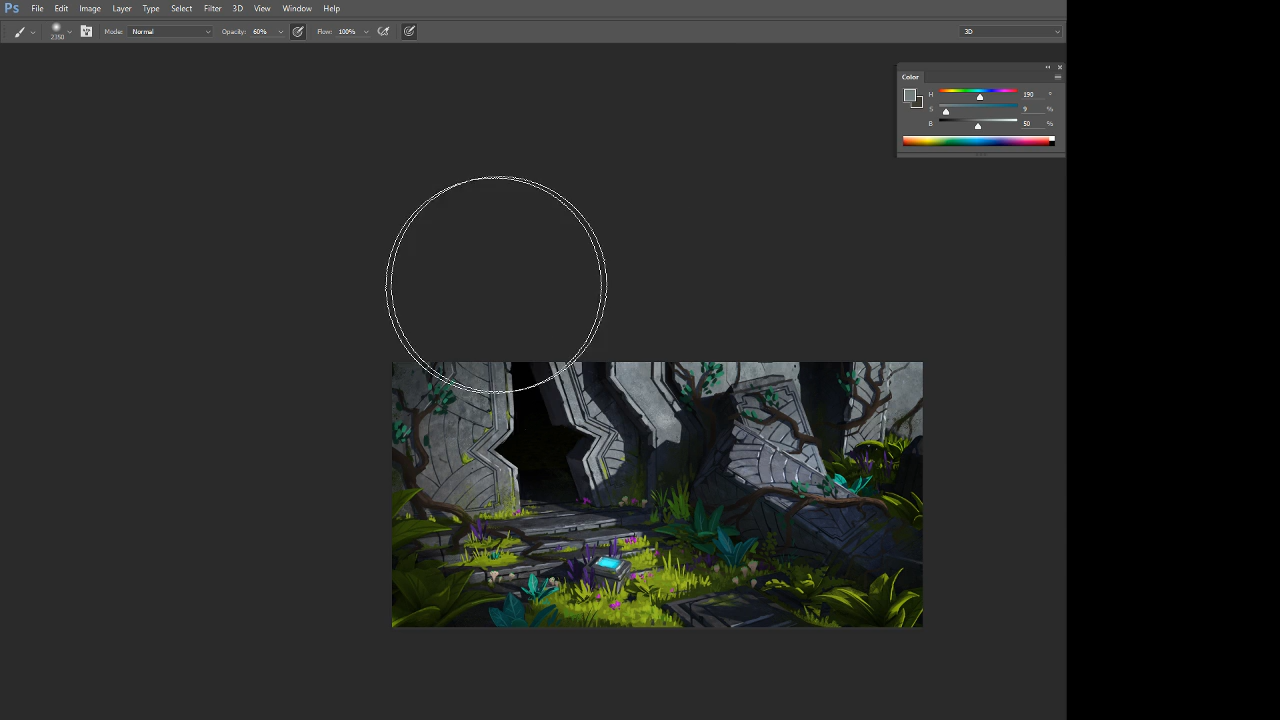 Ps File Edit Image Layer Type Select Filter 3D View Window Help
2350 Mode: Normal Opacity: 60% Flow: 100% 3D
Color
H 190 °
S 9 %
B 50 %